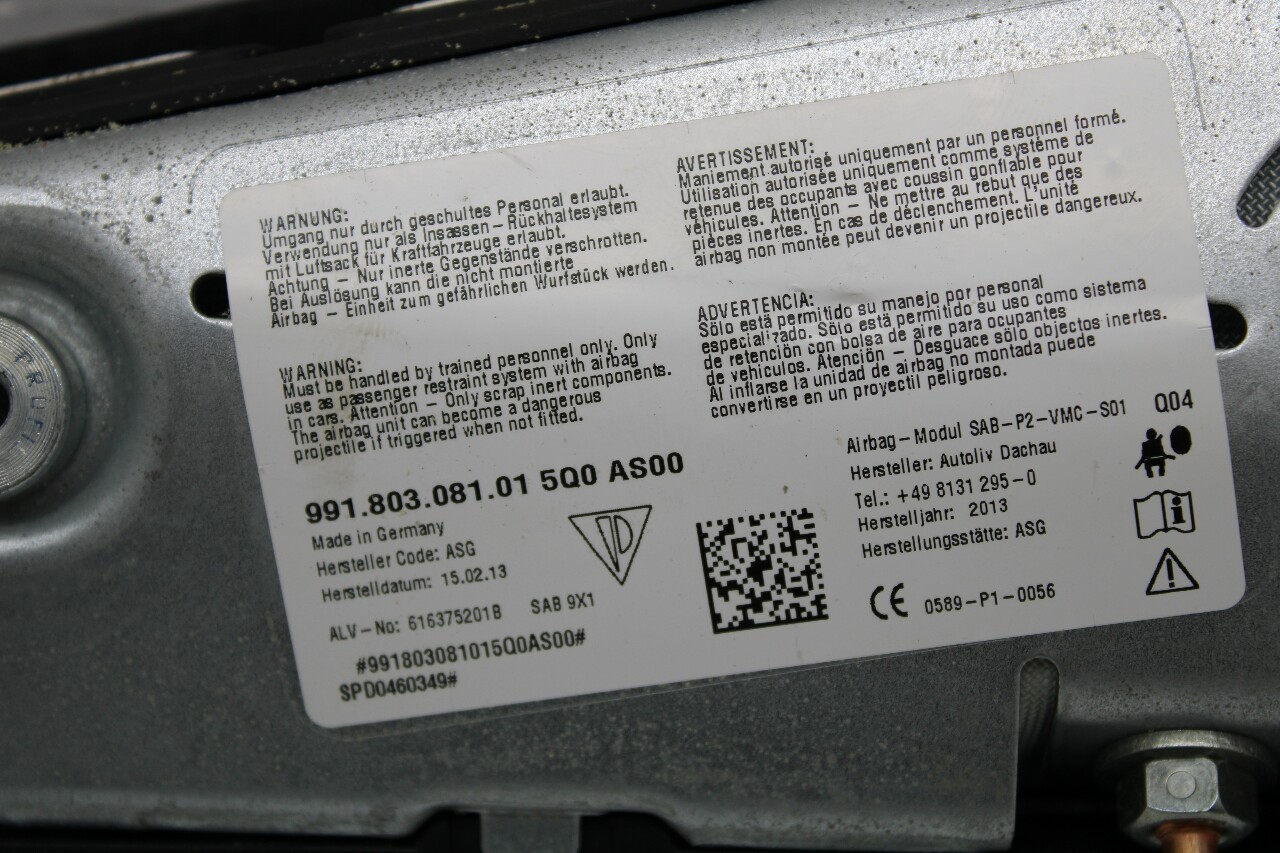 WARNUNG:
Umgang nur durch geschultes Personal erlaubt.
Verwendung nur als Insassen-Rückhaltesystem
mit Luftsack für Kraftfahrzeuge erlaubt.
Achtung - Nur inerte Gegenstände verschrotten.
Bei Auslösung kann die nicht montierte
Airbag - Einheit zum gefährlichen Wurfstück werden.
WARNING:
Must be handled by trained personnel only. Only
use as passenger restraint system with airbag
in cars. Attention - Only scrap inert components.
The airbag unit can become a dangerous
projectile if triggered when not fitted.
AVERTISSEMENT:
Maniement autorisé uniquement par un personnel formé.
Utilisation autorisée uniquement comme système de
retenue des occupants avec coussin gonflable pour
véhicules. Attention - Ne mettre au rebut que des
pièces inertes. En cas de déclenchement. L'unité
airbag non montée peut devenir un projectile dangereux.
ADVERTENCIA:
Sölo está permitido su manejo por personal
especializado. Sölo está permitido su uso como sistema
de retención con bolsa de aire para ocupantes
de vehiculos. Atención - Desguace sölo objectos inertes.
Al inflarse la unidad de airbag no montada puede
convertirse en proyectil peligroso.
991.803.081.01 5Q0 AS00
Made in Germany
Hersteller Code: ASG
Herstelldatum: 15.02.13
ALV-No: 616375201B SAB 9X1
#991803081015Q0AS00#
SPD0460349#
Airbag-Modul SAB-P2-VMC-S01 Q04
Hersteller: Autoliv Dachau
Tel.: +49 8131 295-0
Herstelljahr: 2013
Herstellungsstätte: ASG
CE 0589-P1-0056